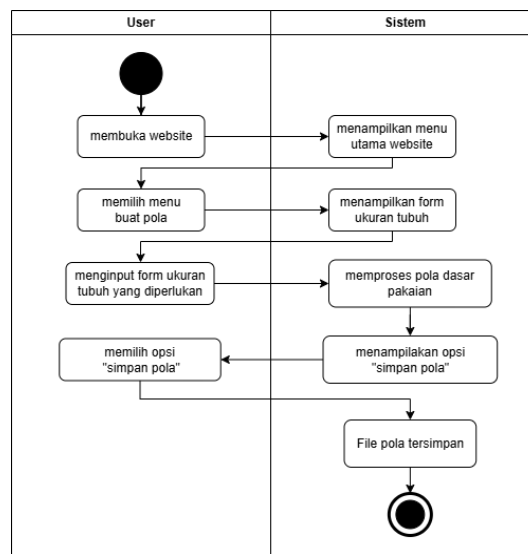 User
Sistem
membuka website
menampilkan menu
utama website
memilih menu
buat pola
menampilkan form
ukuran tubuh
menginput form ukuran
tubuh yang diperlukan
memproses pola dasar
pakaian
menampilakan opsi
"simpan pola"
memilih opsi
"simpan pola"
File pola tersimpan